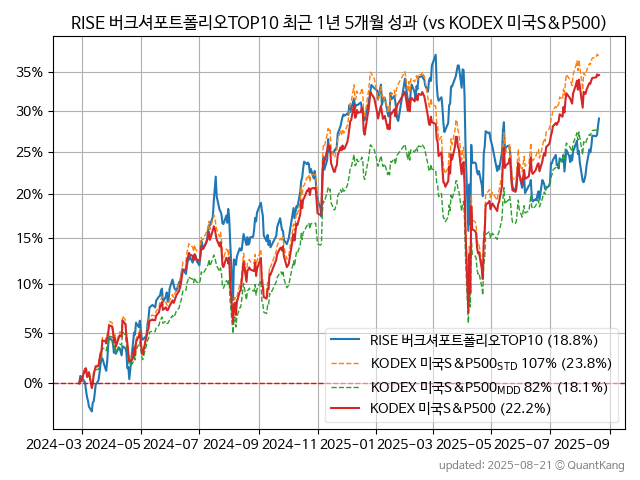 RISE 버크셔포트폴리오TOP10 최근 1년 5개월 성과 (vs KODEX 미국S&P500)
35%
30%
25%
20%
15%
10%
5%
0%
RISE 버크셔포트폴리오TOP10 (18.8%)
KODEX 미국S&P500STD 107% (23.8%)
KODEX 미국S&P500MDD 82% (18.1%)
KODEX 미국S&P500 (22.2%)
2024-03 2024-05 2024-07 2024-09 2024-11 2025-01 2025-03 2025-05 2025-07 2025-09
updated: 2025-08-21 © QuantKang